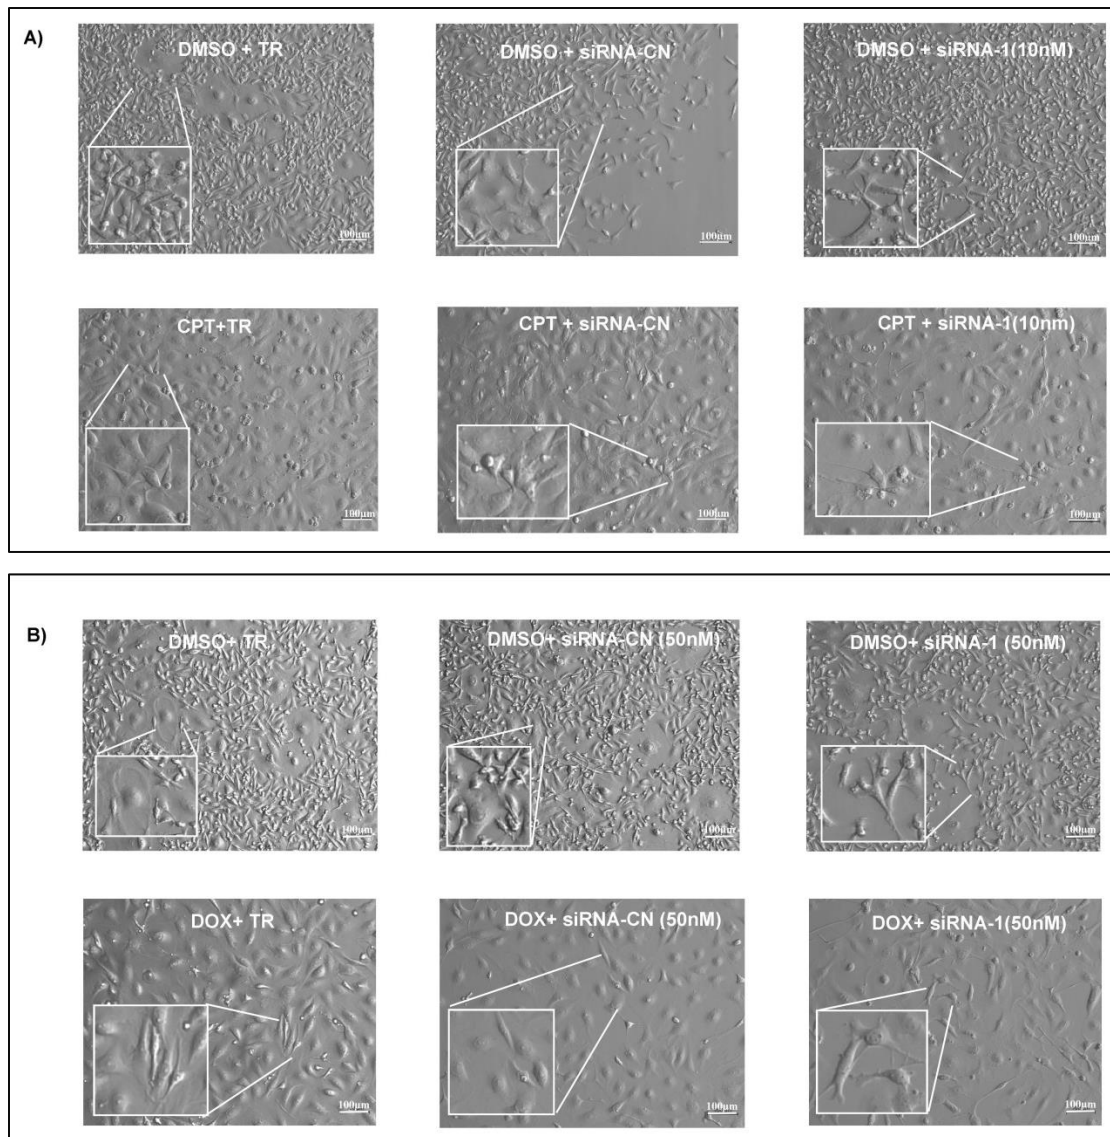 A)
DMSO + TR
DMSO + siRNA-CN
DMSO + siRNA-1(10nM)
100μm
100μm
100μm
CPT+TR
CPT + siRNA-CN
CPT + siRNA-1(10nm)
100μm
100μm
100μm
B)
DMSO+ TR
DMSO+ siRNA-CN (50nM)
DMSO+ siRNA-1 (50nM)
100μm
100μm
100μm
DOX+ TR
DOX+ siRNA-CN (50nM)
DOX+ siRNA-1(50nM)
100μm
100μm
100μm